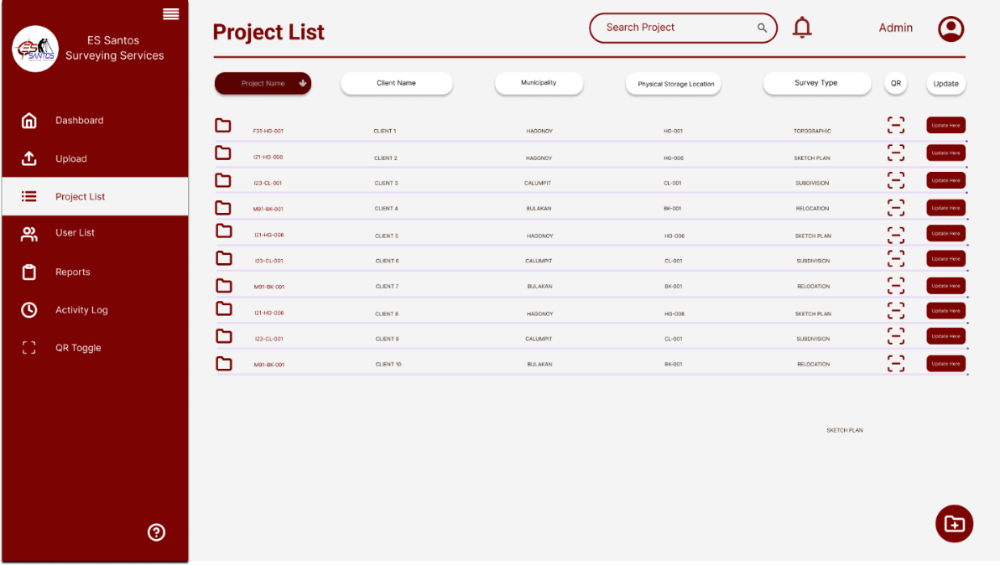 ES Santos
Surveying Services
ES
SANTOS
Dashboard
Upload
Project List
User List
Reports
Activity Log
QR Toggle
Project List
Search Project
Admin
Project Name Client Name Municipality Physical Storage Location Survey Type QR Update
F31-HG-001 CLIENT 1 HAGONOY HG-001 TOPOGRAPHIC Update Here
I21-HG-006 CLIENT 2 HAGONOY HG-006 SKETCH PLAN Update Here
I23-CL-001 CLIENT 3 CALUMPIT CL-001 SUBDIVISION Update Here
M91-BK-001 CLIENT 4 BULAKAN BK-001 RELOCATION Update Here
I21-HG-006 CLIENT 5 HAGONOY HG-006 SKETCH PLAN Update Here
I23-CL-001 CLIENT 6 CALUMPIT CL-001 SUBDIVISION Update Here
M91-BK-001 CLIENT 7 BULAKAN BK-001 RELOCATION Update Here
I21-HG-006 CLIENT 8 HAGONOY HG-006 SKETCH PLAN Update Here
I23-CL-001 CLIENT 9 CALUMPIT CL-001 SUBDIVISION Update Here
M91-BK-001 CLIENT 10 BULAKAN BK-001 RELOCATION Update Here
SKETCH PLAN